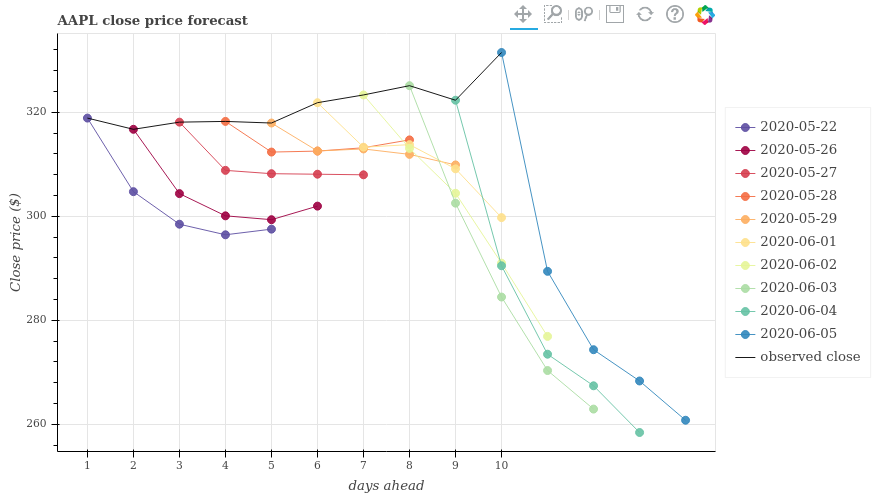 AAPL close price forecast
320
300
280
260
Close price ($)
1 2 3 4 5 6 7 8 9 10
days ahead
2020-05-22
2020-05-26
2020-05-27
2020-05-28
2020-05-29
2020-06-01
2020-06-02
2020-06-03
2020-06-04
2020-06-05
observed close